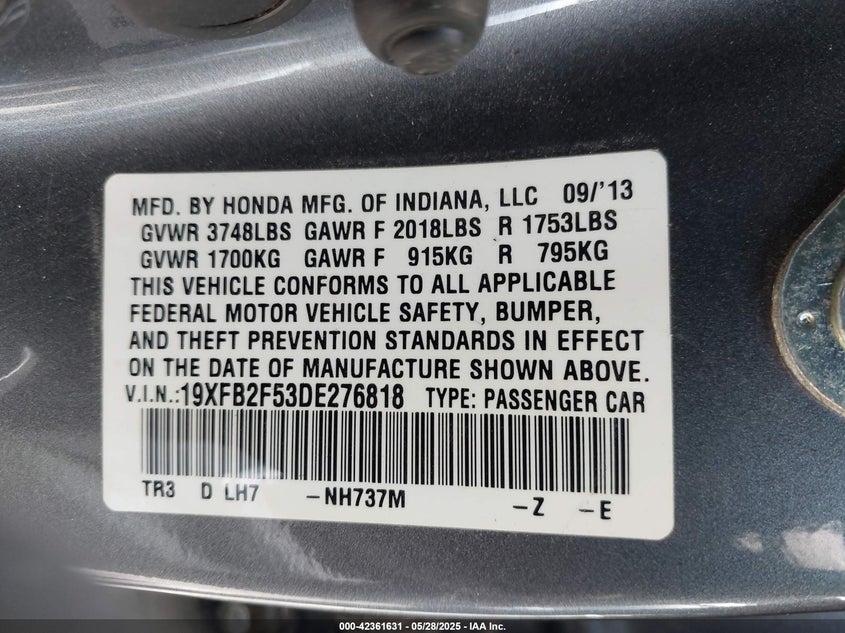 MFD. BY HONDA MFG. OF INDIANA, LLC 09/'13
GVWR 3748LBS GAWR F 2018LBS R 1753LBS
GVWR 1700KG GAWR F 915KG R 795KG
THIS VEHICLE CONFORMS TO ALL APPLICABLE
FEDERAL MOTOR VEHICLE SAFETY, BUMPER,
AND THEFT PREVENTION STANDARDS IN EFFECT
ON THE DATE OF MANUFACTURE SHOWN ABOVE.
V.I.N.:19XFB2F53DE276818 TYPE: PASSENGER CAR
TR3 D LH7 -NH737M -Z -E
000-42361631 - 05/28/2025 - IAA Inc.